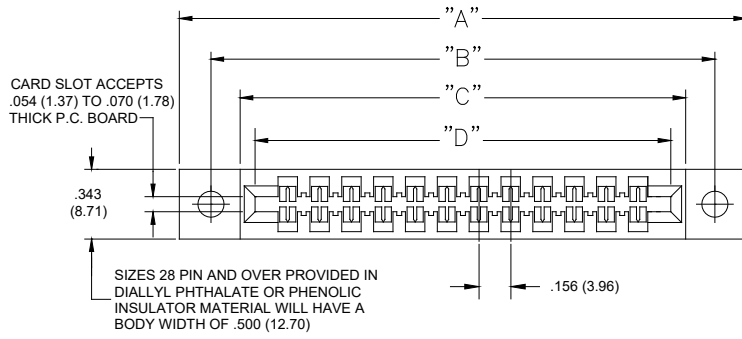 "A"
"B"
CARD SLOT ACCEPTS
.054 (1.37) TO .070 (1.78)
THICK P.C. BOARD
"C"
"D"
.343
(8.71)
SIZES 28 PIN AND OVER PROVIDED IN
DIALLYL PHTHALATE OR PHENOLIC
INSULATOR MATERIAL WILL HAVE A
BODY WIDTH OF .500 (12.70)
.156 (3.96)